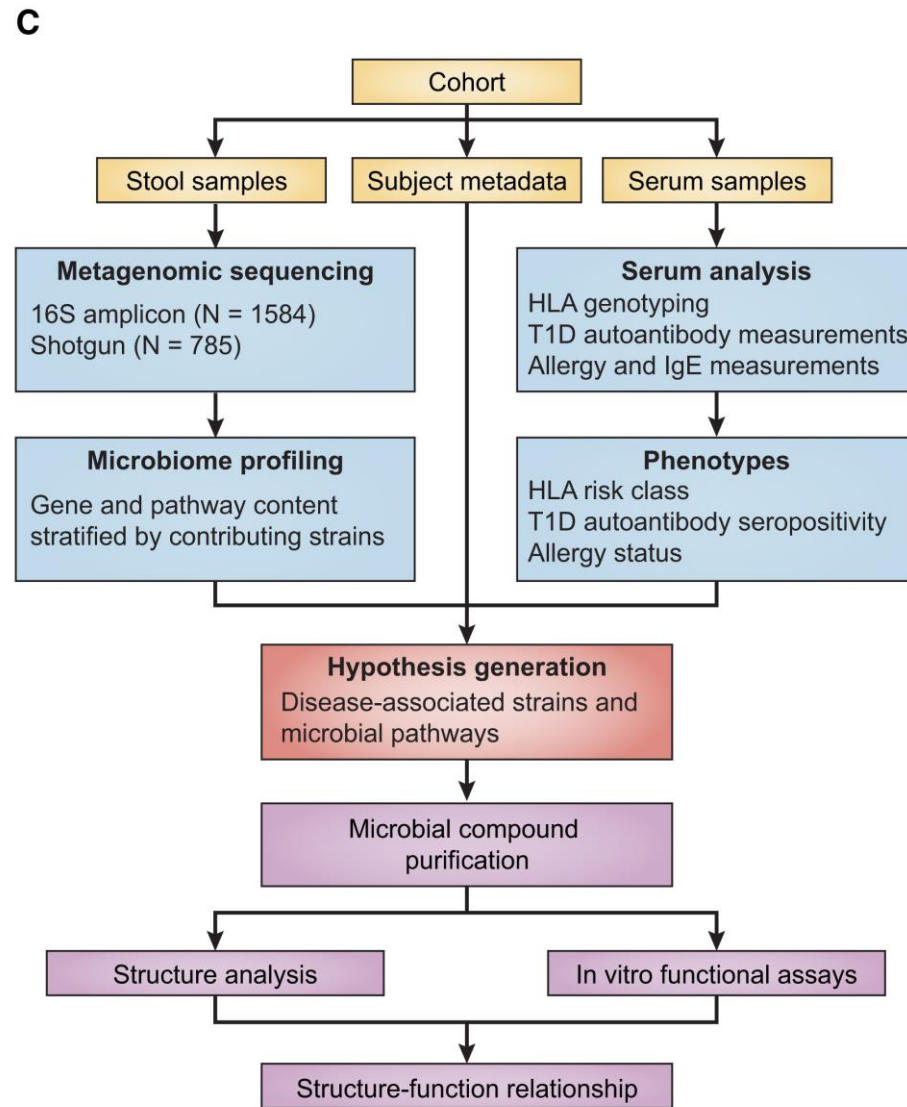 C
Cohort
Stool samples
Subject metadata
Serum samples
Metagenomic sequencing
16S amplicon (N = 1584)
Shotgun (N = 785)
Serum analysis
HLA genotyping
T1D autoantibody measurements
Allergy and IgE measurements
Microbiome profiling
Gene and pathway content
stratified by contributing strains
Phenotypes
HLA risk class
T1D autoantibody seropositivity
Allergy status
Hypothesis generation
Disease-associated strains and
microbial pathways
Microbial compound
purification
Structure analysis
In vitro functional assays
Structure-function relationship